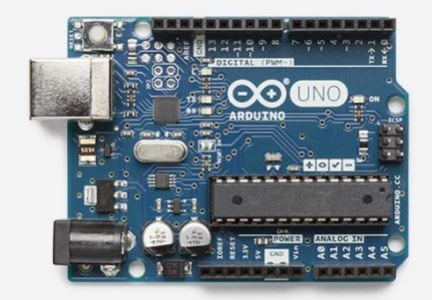 AREF
GND
13
12
~11
~10
~9
8
7
~6
~5
4
~3
2
TX→1
RX←0
DIGITAL (PWM~)
UNO
ARDUINO
TX
RX
ON
ICSP
ARDUINO.CC
IOREF
RESET
3.3V
5V
GND
Vin
POWER
ANALOG IN
A0
A1
A2
A3
A4
A5